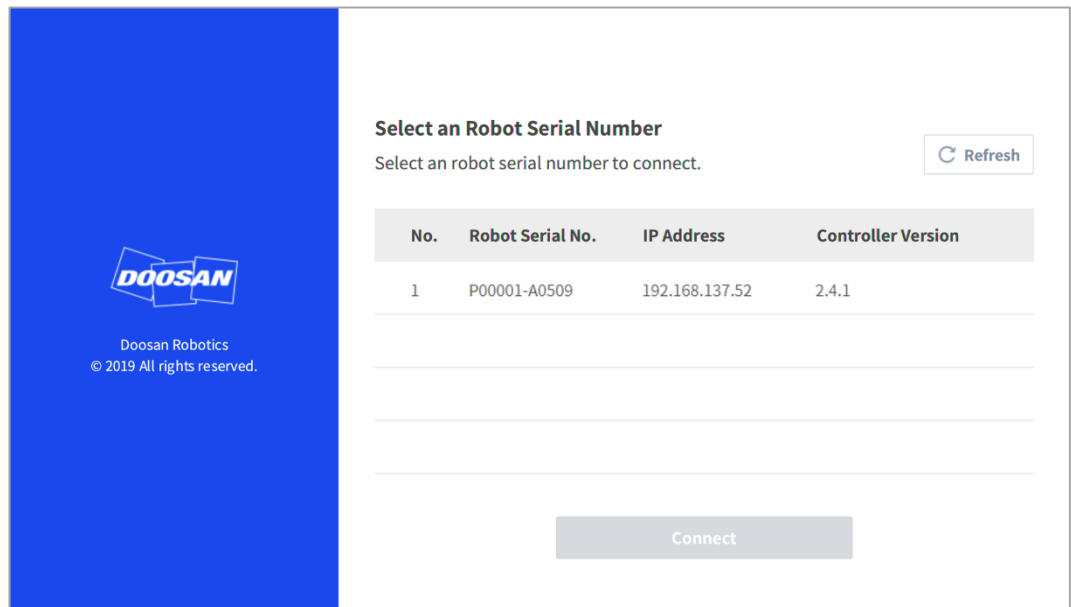 DOOSAN
Doosan Robotics
© 2019 All rights reserved.
Select an Robot Serial Number
Select an robot serial number to connect.
Refresh
No. Robot Serial No. IP Address Controller Version
1 P00001-A0509 192.168.137.52 2.4.1
Connect